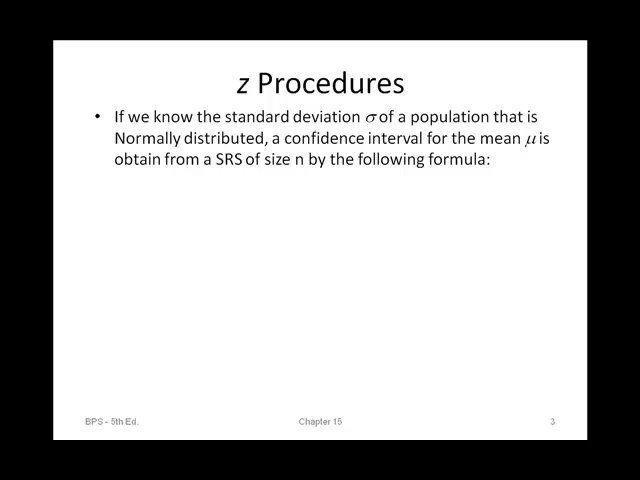 z Procedures
• If we know the standard deviation σ of a population that is
Normally distributed, a confidence interval for the mean μ is
obtain from a SRS of size n by the following formula:
BPS - 5th Ed.
Chapter 15
3